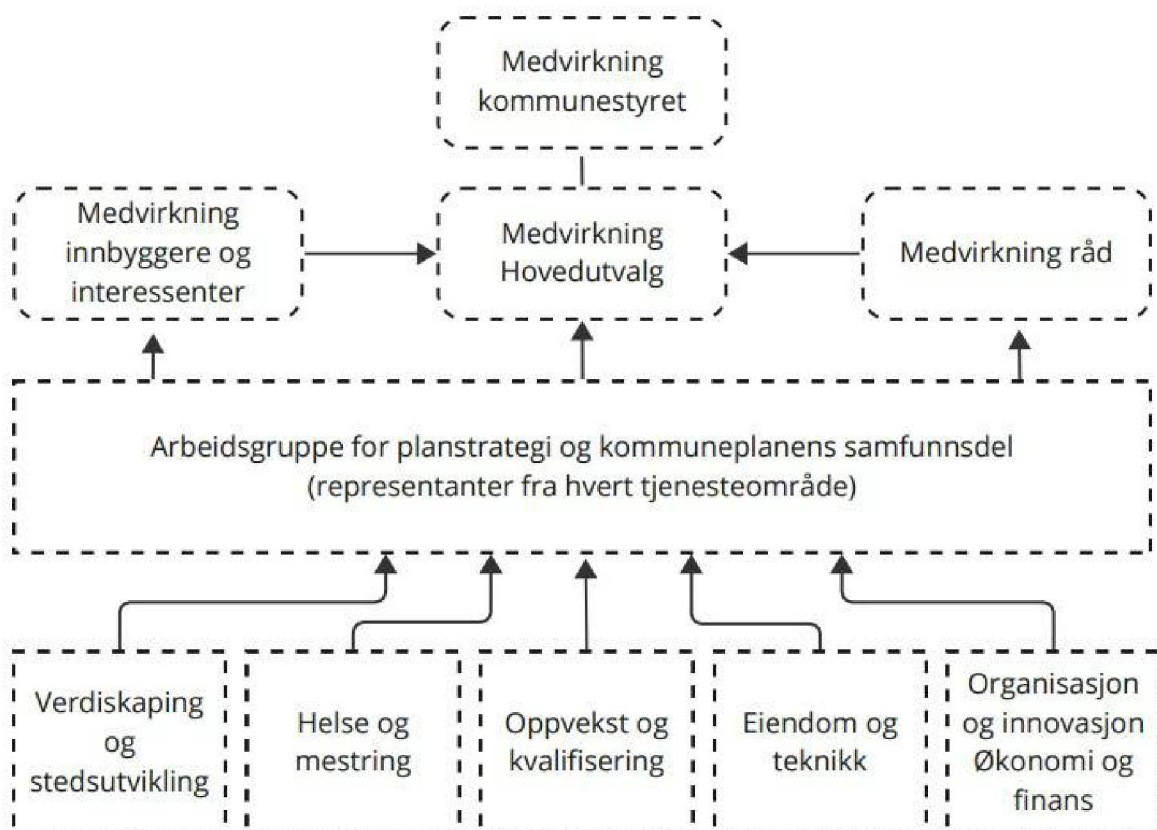 Medvirkning
kommunestyret
Medvirkning
innbyggere og
interessenter
Medvirkning
Hovedutvalg
Medvirkning råd
Arbeidsgruppe for planstrategi og kommuneplanens samfunnsdel
(representanter fra hvert tjenesteområde)
Verdiskaping
og
stedsutvikling
Helse og
mestring
Oppvekst og
kvalifisering
Eiendom og
teknikk
Organisasjon
og innovasjon
Økonomi og
finans